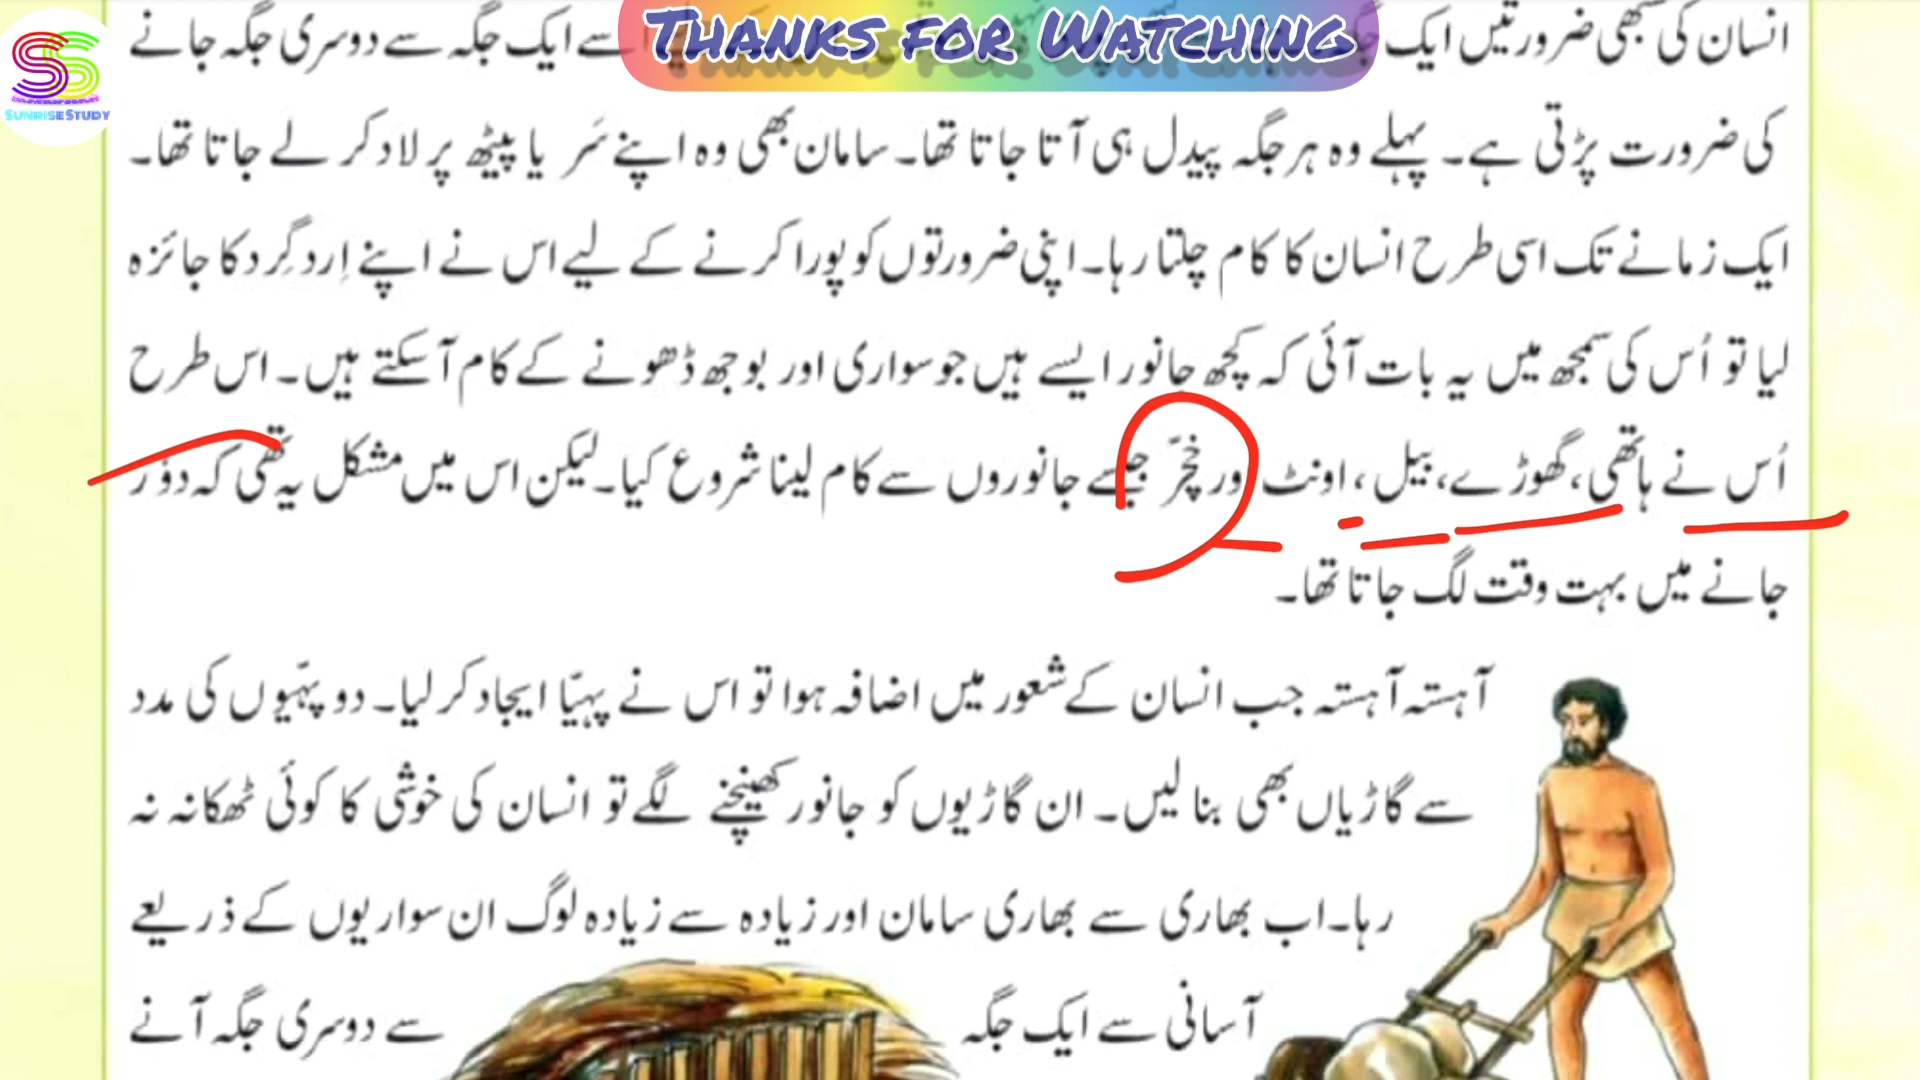 Thanks for Watching
SUNRISE STUDY
انسان کی سبھی ضرورتیں ایک سے ایک جگہ سے دوسری جگہ جانے
کی ضرورت پڑتی ہے۔ پہلے وہ ہر جگہ پیدل ہی آتا جاتا تھا۔ سامان بھی وہ اپنے سَر یا پیٹھ پر لاد کر لے جاتا تھا۔
ایک زمانے تک اسی طرح انسان کا کام چلتا رہا۔ اپنی ضرورتوں کو پورا کرنے کے لیے اس نے اپنے اِرد گِرد کا جائزہ
لیا تو اُس کی سمجھ میں یہ بات آئی کہ کچھ جانور ایسے ہیں جو سواری اور بوجھ ڈھونے کے کام آسکتے ہیں۔ اس طرح
اُس نے ہاتھی، گھوڑے، بیل، اونٹ اور خچّر جیسے جانوروں سے کام لینا شروع کیا۔ لیکن اس میں مشکل یہ تھی کہ دوٗر
جانے میں بہت وقت لگ جاتا تھا۔
آہستہ آہستہ جب انسان کے شعور میں اضافہ ہوا تو اس نے پہیّا ایجاد کر لیا۔ دو پہیّوں کی مدد
سے گاڑیاں بھی بنا لیں۔ ان گاڑیوں کو جانور کھینچنے لگے تو انسان کی خوشی کا کوئی ٹھکانہ نہ
رہا۔ اب بھاری سے بھاری سامان اور زیادہ سے زیادہ لوگ ان سواریوں کے ذریعے
آسانی سے ایک جگہ سے دوسری جگہ آنے